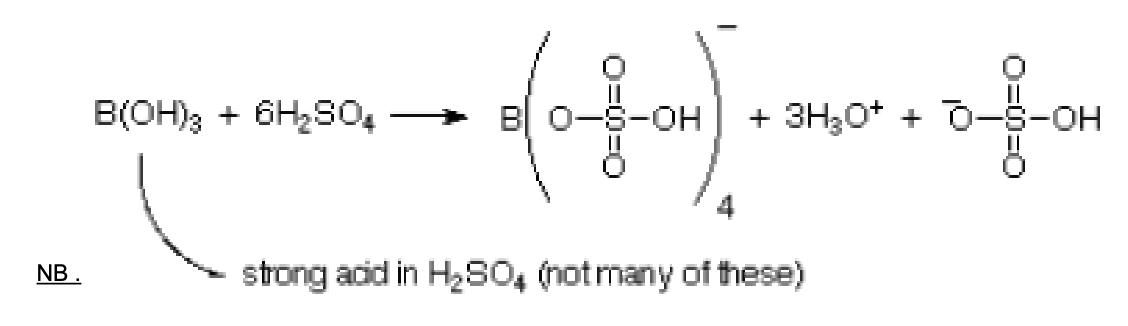 O O
B(OH)₃ + 6H₂SO₄ ⟶ B( O–S–OH )₄⁻ + 3H₃O⁺ + ⁻O–S–OH
O O
NB. strong acid in H₂SO₄ (not many of these)